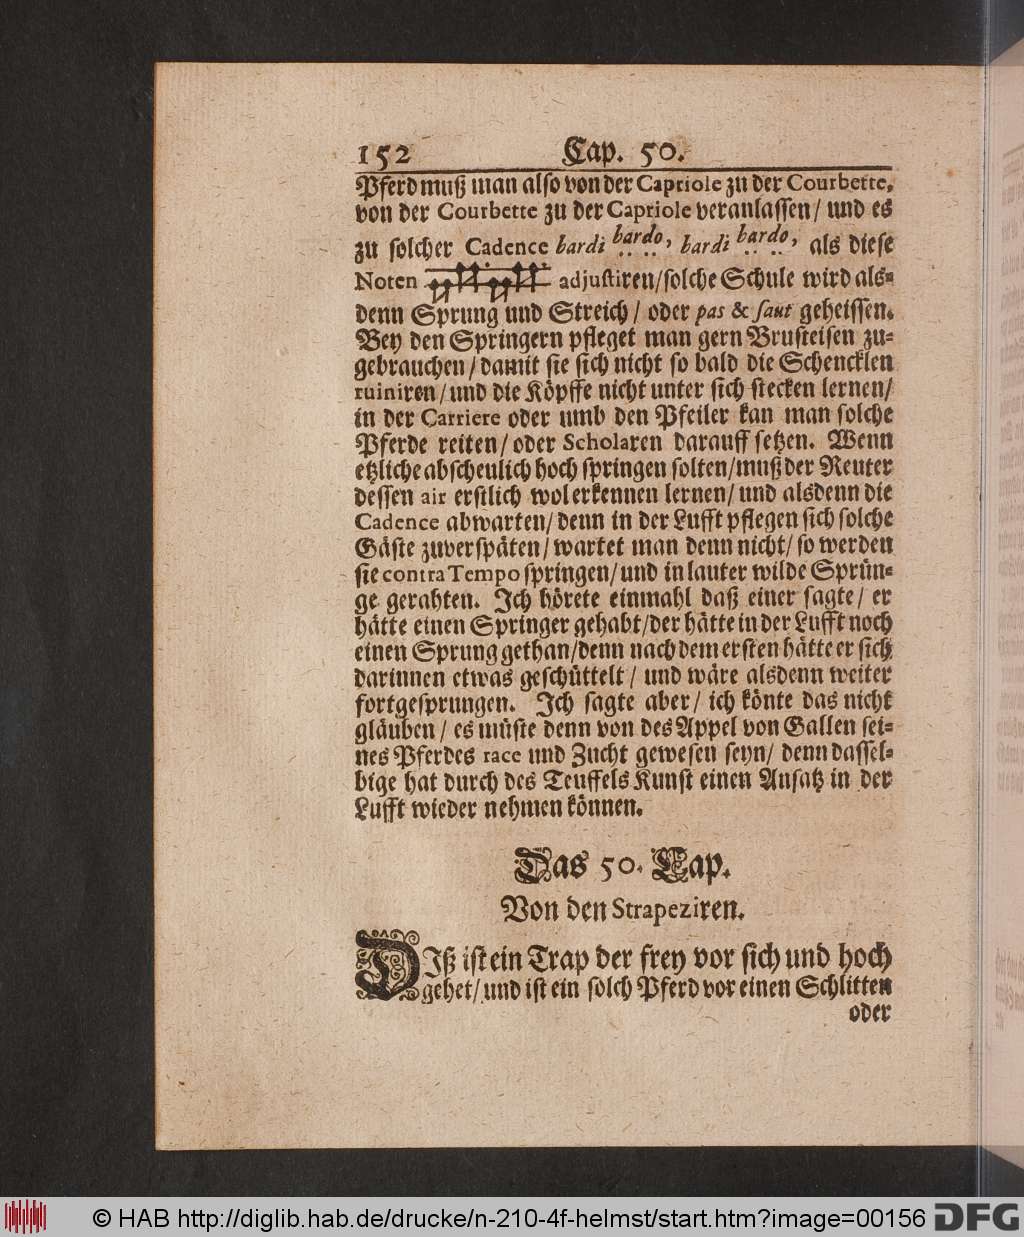 152 Cap. 50.
Pferd muß man also von der Capriole zu der Courbette,
von der Courbette zu der Capriole veranlassen/ und es
zu solcher Cadence bardi bardo, bardi bardo, als diese
Noten adjustiren/solche Schule wird als-
denn Sprung und Streich/ oder pas & saut geheissen.
Bey den Springern pfleget man gern Brusteisen zu-
gebrauchen/damit sie sich nicht so bald die Schencklen
ruiniren/und die Köpffe nicht unter sich stecken lernen/
in der Carriere oder umb den Pfeiler kan man solche
Pferde reiten/oder Scholaren darauff setzen. Wenn
etzliche abscheulich hoch springen solten/muß der Reuter
dessen air erstlich wol erkennen lernen/ und alsdenn die
Cadence abwarten/denn in der Lufft pflegen sich solche
Gäste zuverspäten/wartet man denn nicht/so werden
sie contra Tempo springen/und in lauter wilde Sprün-
ge gerahten. Ich hörete einmahl daß einer sagte/ er
hätte einen Springer gehabt/der hätte in der Lufft noch
einen Sprung gethan/denn nach dem ersten hätte er sich
darinnen etwas geschüttelt/ und wäre alsdenn weiter
fortgesprungen. Ich sagte aber/ ich könte das nicht
gläuben/ es müste denn von des Appel von Gallen sei-
nes Pferdes race und Zucht gewesen seyn/ denn dassel-
bige hat durch des Teuffels Kunst einen Ansatz in der
Lufft wieder nehmen können.
Das 50. Cap.
Von den Strapeziren.
DIß ist ein Trap der frey vor sich und hoch
gehet/und ist ein solch Pferd vor einen Schlitten
oder
© HAB http://diglib.hab.de/drucke/n-210-4f-helmst/start.htm?image=00156 DFG